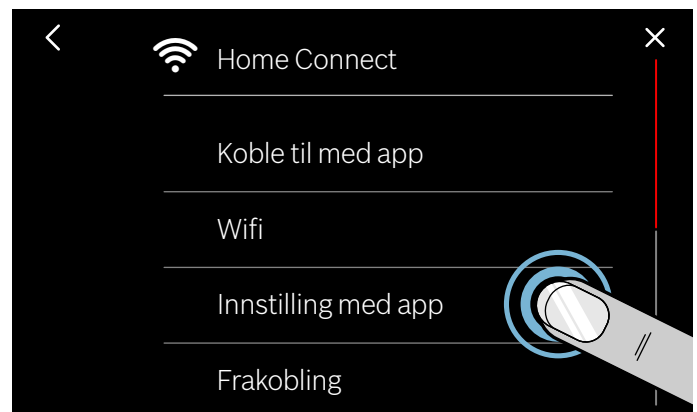 Home Connect
Koble til med app
Wifi
Innstilling med app
Frakobling